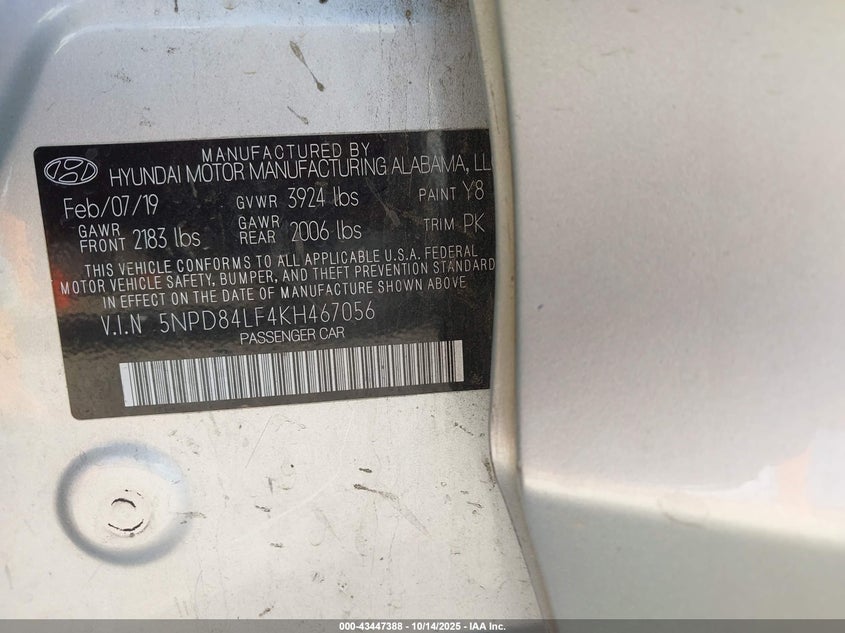 MANUFACTURED BY
HYUNDAI MOTOR MANUFACTURING ALABAMA, LL
Feb/07/19 GVWR 3924 lbs PAINT Y8
GAWR FRONT 2183 lbs GAWR REAR 2006 lbs TRIM PK
THIS VEHICLE CONFORMS TO ALL APPLICABLE U.S.A. FEDERAL
MOTOR VEHICLE SAFETY, BUMPER, AND THEFT PREVENTION STANDARD
IN EFFECT ON THE DATE OF MANUFACTURE SHOWN ABOVE
V.I.N 5NPD84LF4KH467056
PASSENGER CAR
000-43447388 - 10/14/2025 - IAA Inc.